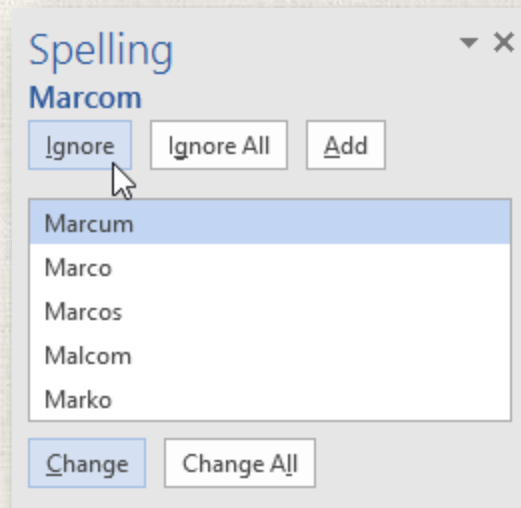 Spelling
Marcom
Ignore Ignore All Add
Marcum
Marco
Marcos
Malcom
Marko
Change Change All